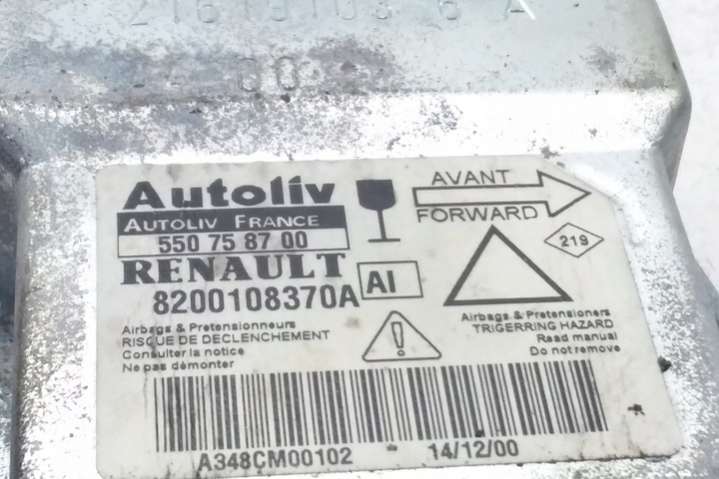 Autoliv
AUTOLIV FRANCE
550 75 87 00
RENAULT
8200108370A
AI
AVANT
FORWARD
219
Airbags & Pretensionneurs
RISQUE DE DECLENCHEMENT
Consulter la notice
Ne pas démonter
Airbags & Pretensioners
TRIGERRING HAZARD
Read manual
Do not remove
A348CM00102
14/12/00